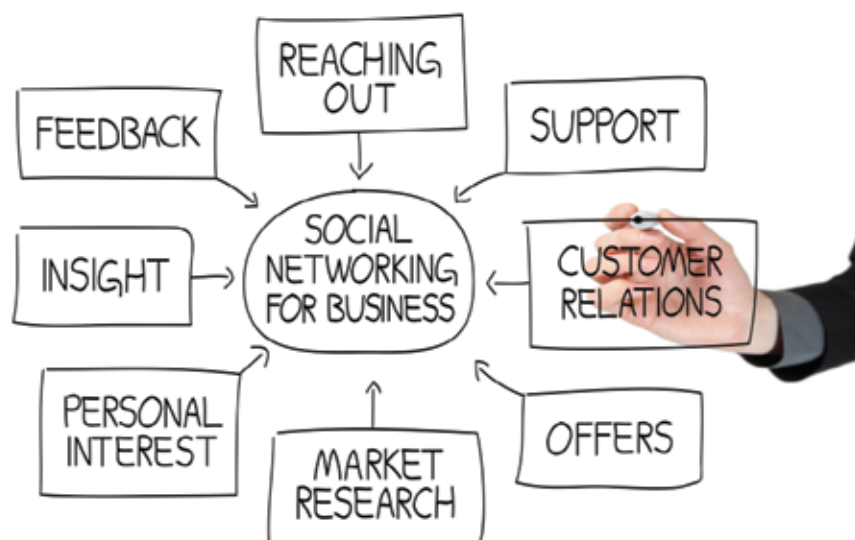 REACHING
OUT
FEEDBACK
SUPPORT
SOCIAL
NETWORKING
FOR BUSINESS
INSIGHT
CUSTOMER
RELATIONS
PERSONAL
INTEREST
OFFERS
MARKET
RESEARCH